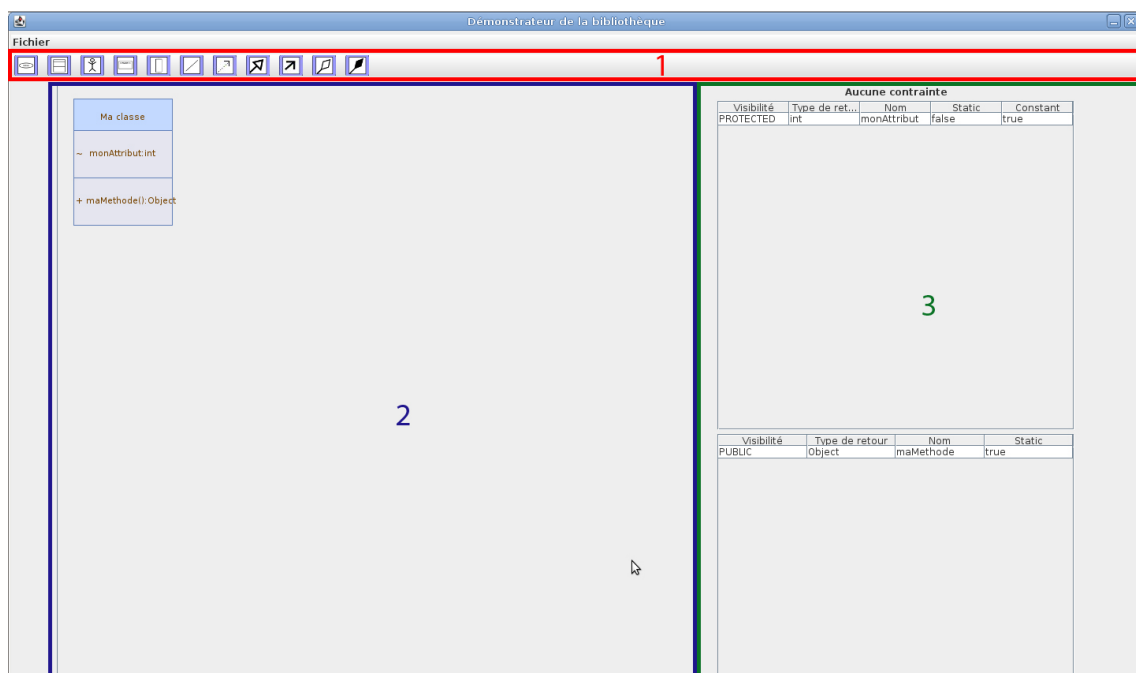 Démonstrateur de la bibliothèque
Fichier
1
Ma classe
~ monAttribut:int
+ maMethode():Object
2
Aucune contrainte
Visibilité Type de ret... Nom Static Constant
PROTECTED int monAttribut false true
3
Visibilité Type de retour Nom Static
PUBLIC Object maMethode true